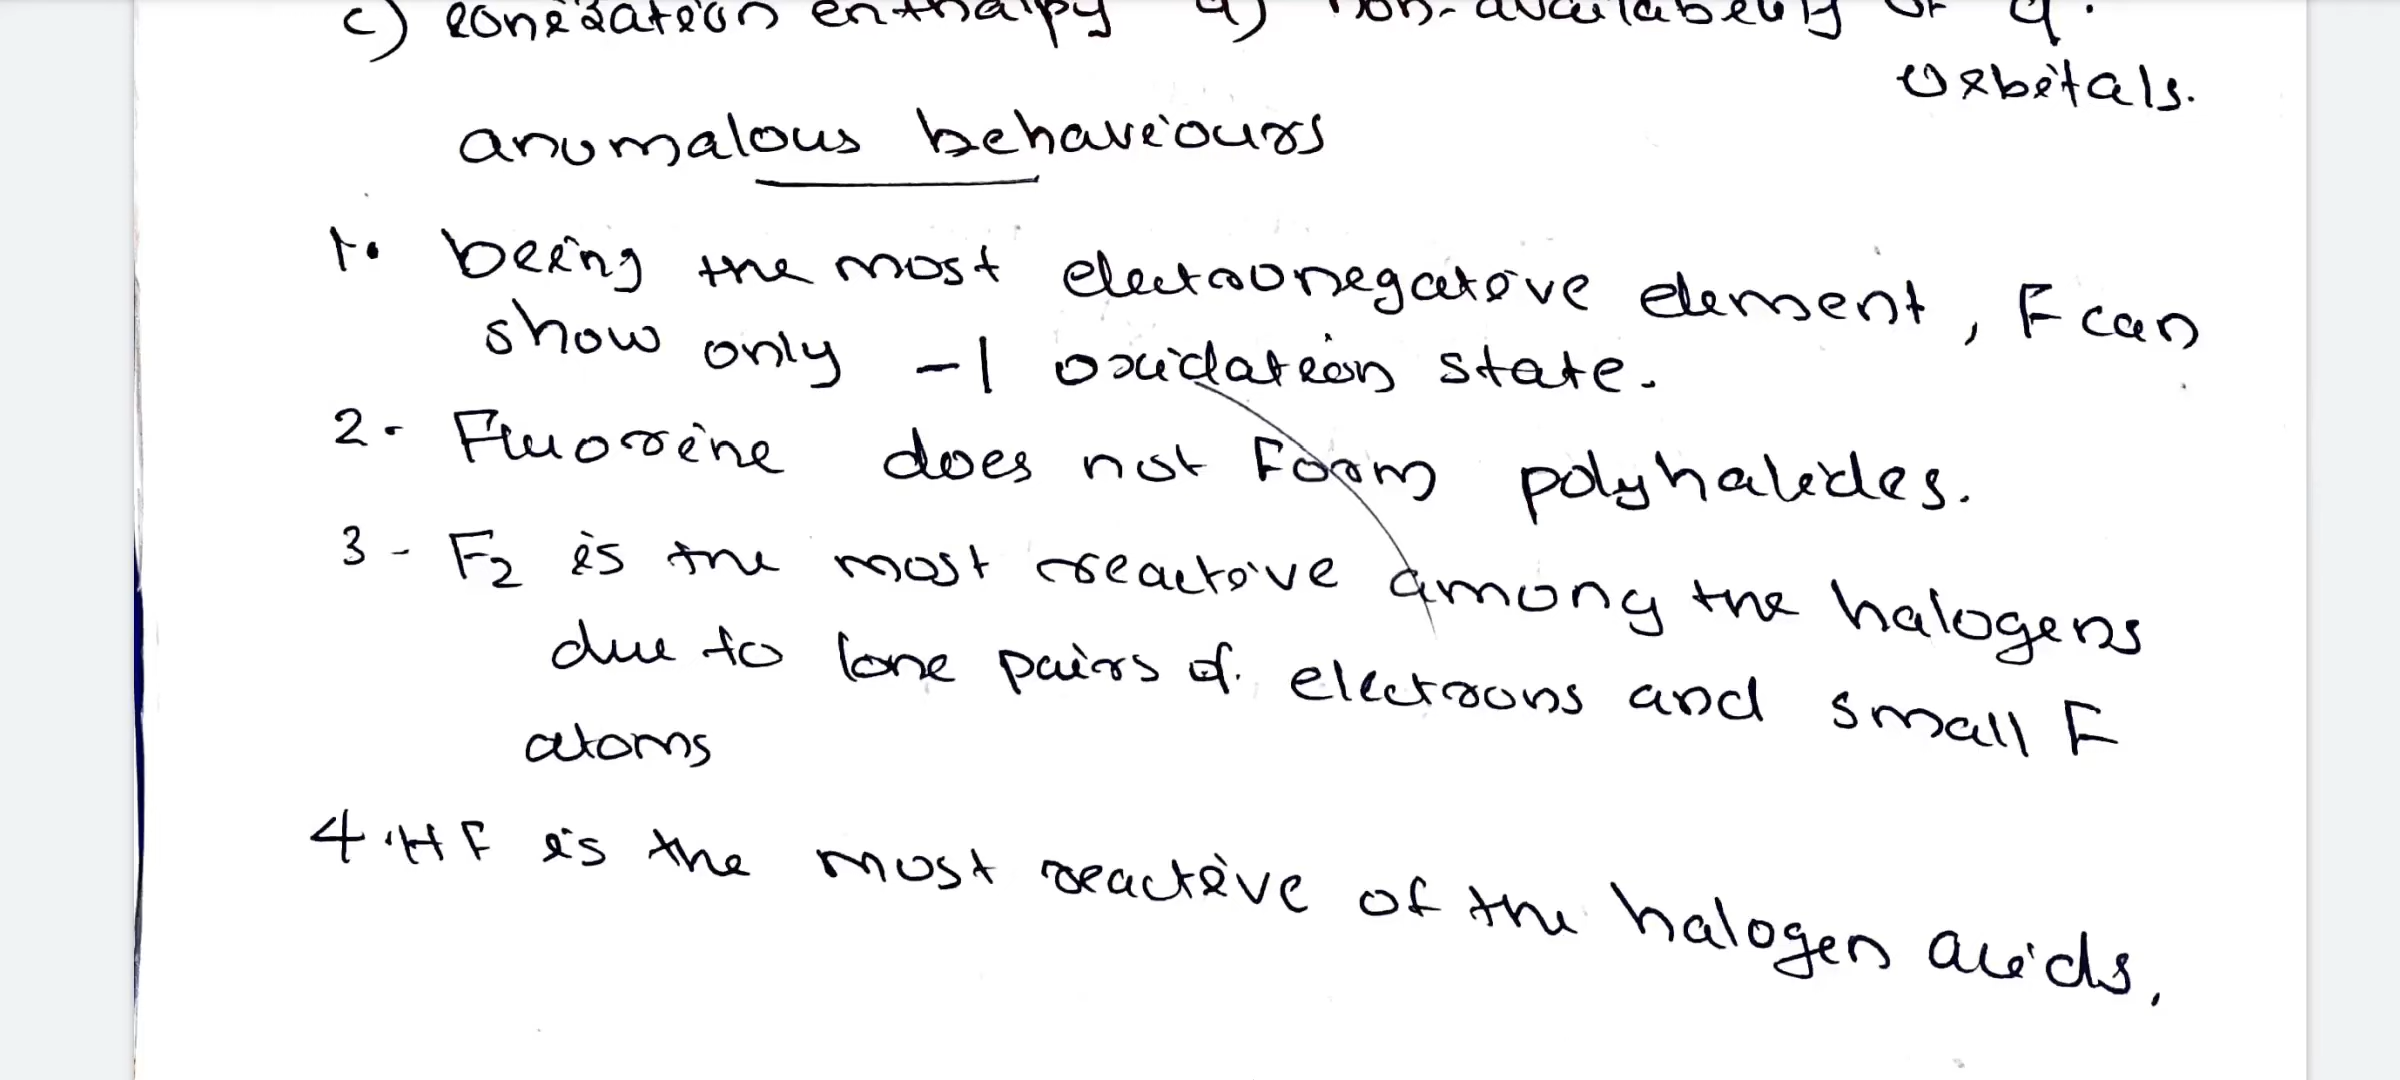 c) ionization enthalpy d) non-availability of d.
orbitals.
anomalous behaviours
1. being the most electronegative element, F can
show only -1 oxidation state.
2. Fluorine does not form polyhalides.
3- F2 is the most reactive among the halogens
due to lone pairs of electrons and small F
atoms
4. HF is the most reactive of the halogen acids,